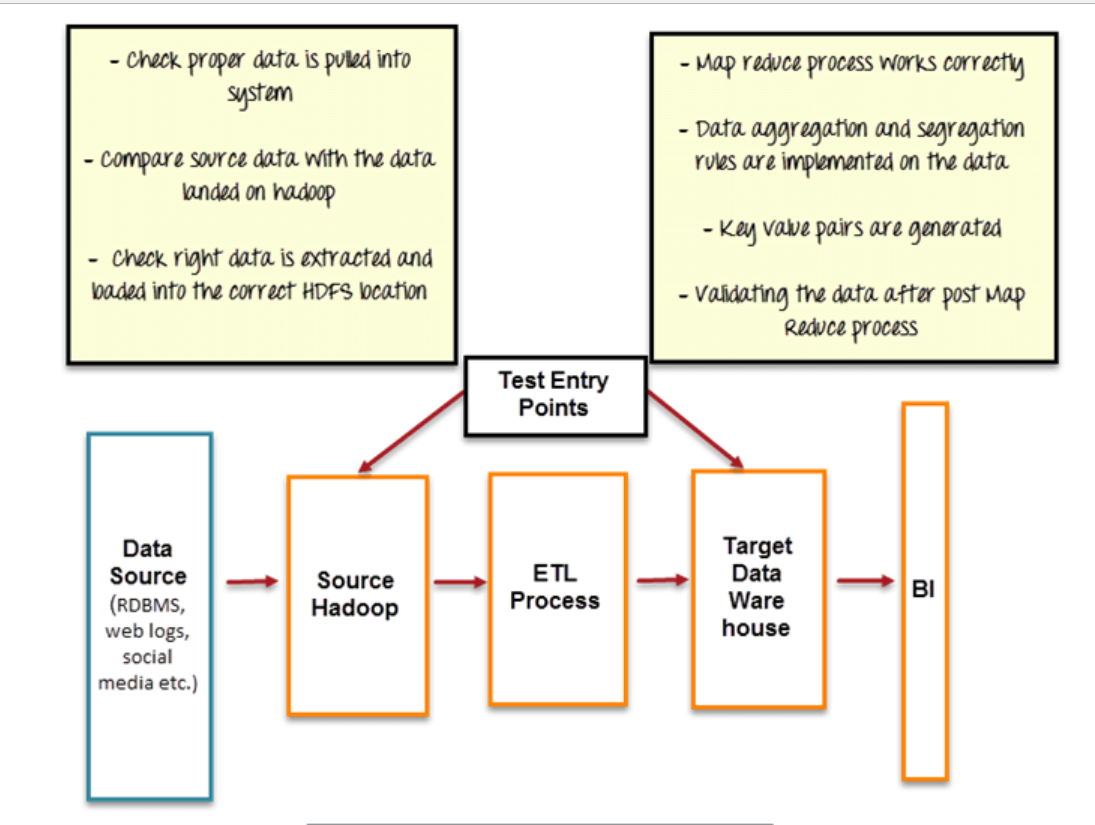 - Check proper data is pulled into
system
- Compare source data with the data
landed on hadoop
- Check right data is extracted and
loaded into the correct HDFS location
- Map reduce process works correctly
- Data aggregation and segregation
rules are implemented on the data
- Key value pairs are generated
- Validating the data after post Map
Reduce process
Test Entry
Points
Data
Source
(RDBMS,
web logs,
social
media etc.)
Source
Hadoop
ETL
Process
Target
Data
Ware
house
BI